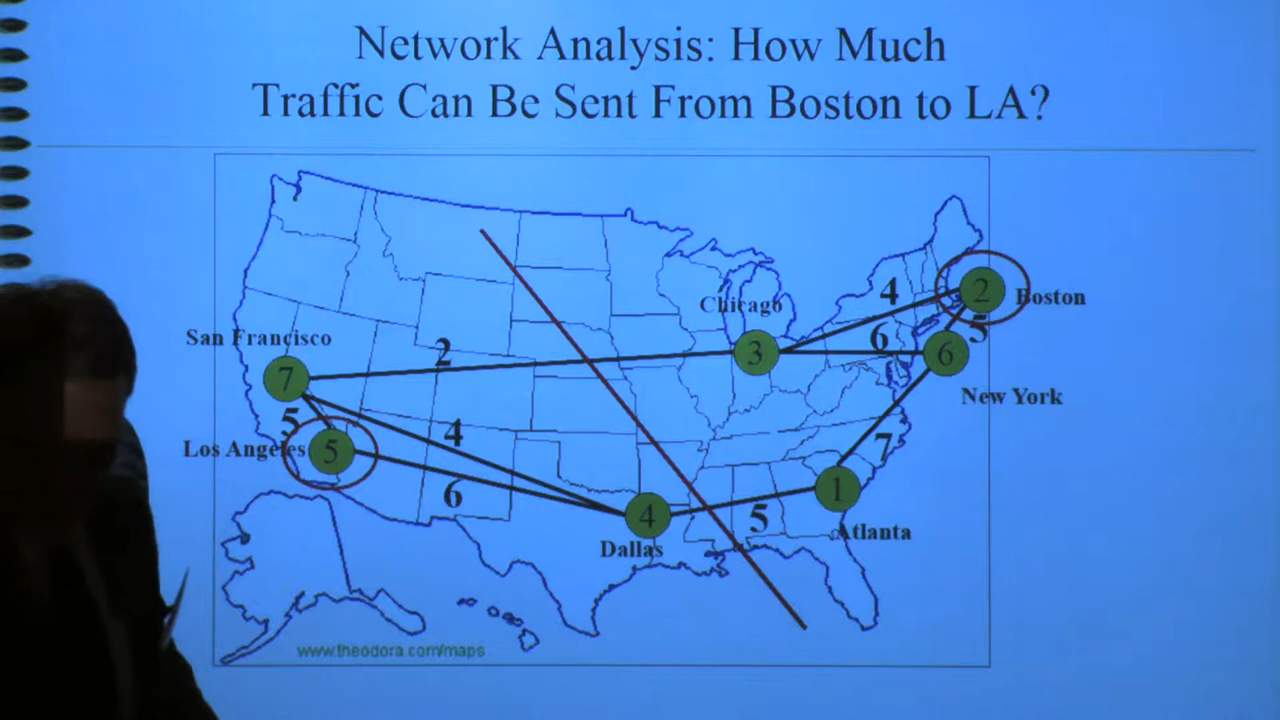 Network Analysis: How Much
Traffic Can Be Sent From Boston to LA?
Chicago
4
2
Boston
San Francisco
2
3
6
6
5
7
New York
5
4
7
Los Angeles
5
6
4
1
5
Atlanta
Dallas
www.theodora.com/maps